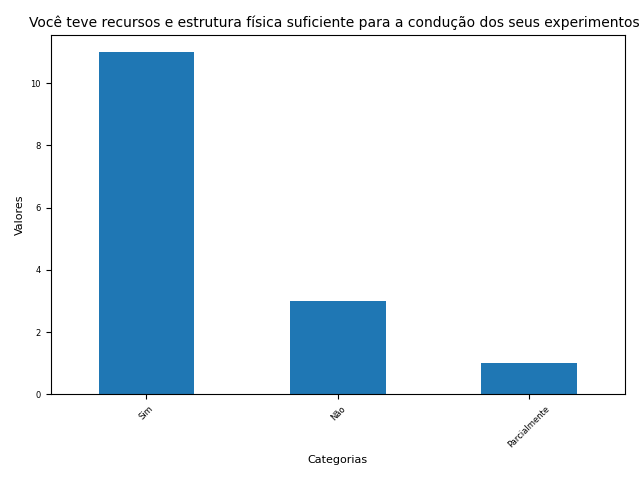 Você teve recursos e estrutura física suficiente para a condução dos seus experimentos
Valores
10
8
6
4
2
0
Sim
Não
Parcialmente
Categorias